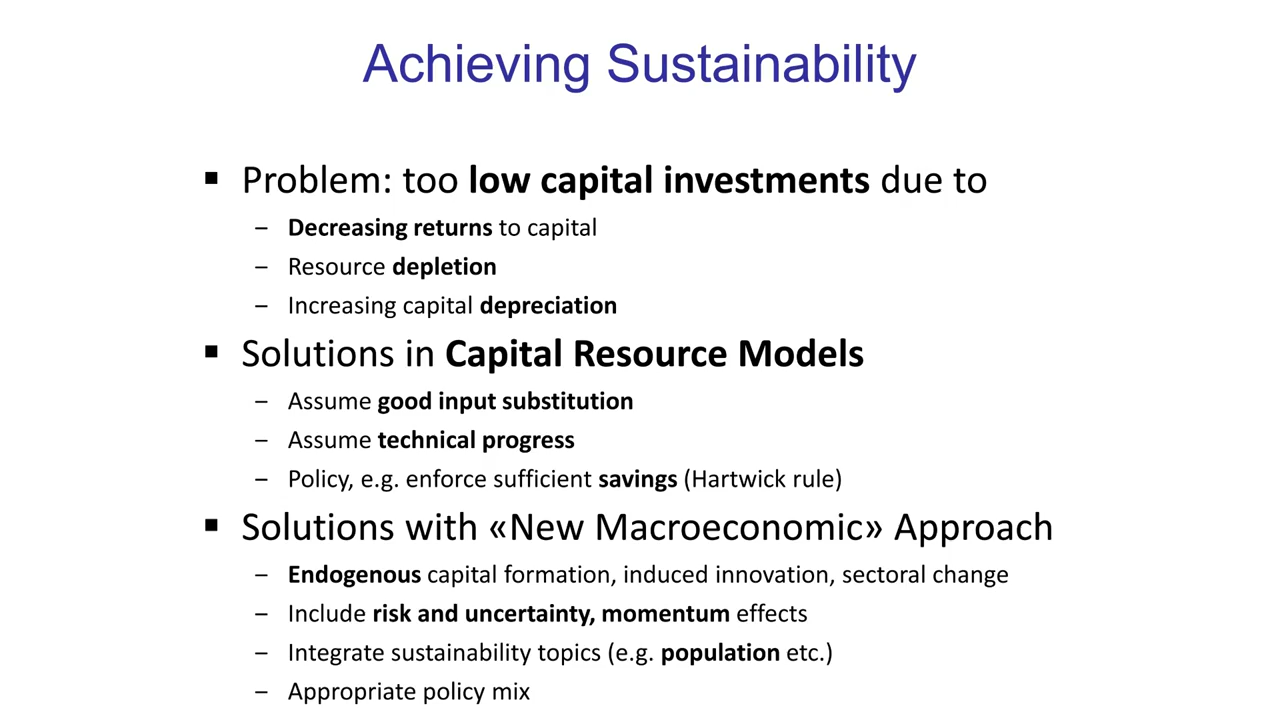 Achieving Sustainability
▪ Problem: too low capital investments due to
– Decreasing returns to capital
– Resource depletion
– Increasing capital depreciation
▪ Solutions in Capital Resource Models
– Assume good input substitution
– Assume technical progress
– Policy, e.g. enforce sufficient savings (Hartwick rule)
▪ Solutions with «New Macroeconomic» Approach
– Endogenous capital formation, induced innovation, sectoral change
– Include risk and uncertainty, momentum effects
– Integrate sustainability topics (e.g. population etc.)
– Appropriate policy mix